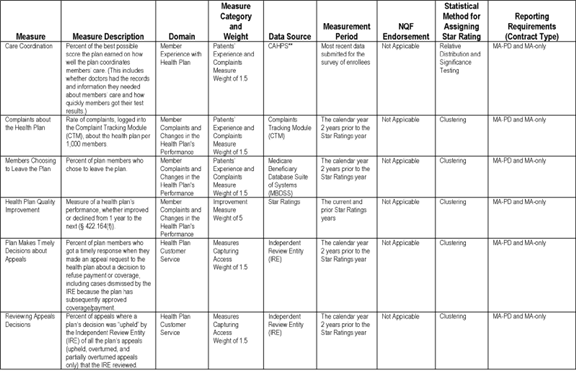 Measure
Measure Description
Domain
Measure
Category
and
Weight
Data Source
Measurement
Period
NQF
Endorsement
Statistical
Method for
Assigning
Star Rating
Reporting
Requirements
(Contract Type)
Care Coordination
Percent of the best possible
score the plan earned on how
well the plan coordinates
members' care. (This includes
whether doctors had the
records and information they needed
about members' care and how
quickly members got their test
results.)
Member
Experience with
Health Plan
Patients'
Experience and
Complaints
Measure
Weight of 1.5
CAHPS**
Most recent data
submitted for the
survey of enrollees
Not Applicable
Relative
Distribution and
Significance
Testing
MA-PD and MA-only
Complaints about
the Health Plan
Rate of complaints, logged into
the Complaint Tracking Module
(CTM), about the health plan per
1,000 members.
Member
Complaints and
Changes in the
Health Plan's
Performance
Patients'
Experience and
Complaints
Measure
Weight of 1.5
Complaints
Tracking Module
(CTM)
The calendar year
2 years prior to the
Star Ratings year
Not Applicable
Clustering
MA-PD and MA-only
Members Choosing
to Leave the Plan
Percent of plan members who
chose to leave the plan.
Member
Complaints and
Changes in the
Health Plan's
Performance
Patients'
Experience and
Complaints
Measure
Weight of 1.5
Medicare
Beneficiary
Database Suite
of Systems
(MBDSS)
The calendar year
2 years prior to the
Star Ratings year
Not Applicable
Clustering
MA-PD and MA-only
Health Plan Quality
Improvement
Measure of a health plan's
performance, whether improved
or declined from 1 year to the
next (§ 422.164(f)).
Member
Complaints and
Changes in the
Health Plan's
Performance
Improvement
Measure
Weight of 5
Star Ratings
The current and
prior Star Ratings
years
Not Applicable
Clustering
MA-PD and MA-only
Plan Makes Timely
Decisions about
Appeals
Percent of plan members who
got a timely response when they
made an appeal request to the
health plan about a decision to
refuse payment or coverage,
including cases dismissed by the
IRE because the plan has
subsequently approved
coverage/payment.
Health Plan
Customer
Service
Measures
Capturing
Access
Weight of 1.5
Independent
Review Entity
(IRE)
The calendar year
2 years prior to the
Star Ratings year
Not Applicable
Clustering
MA-PD and MA-only
Reviewing Appeals
Decisions
Percent of appeals where a
plan's decision was "upheld" by
the Independent Review Entity
(IRE) of all the plan's appeals
(upheld, overturned, and
partially overturned appeals
only) that the IRE reviewed.
Health Plan
Customer
Service
Measures
Capturing
Access
Weight of 1.5
Independent
Review Entity
(IRE)
The calendar year
2 years prior to the
Star Ratings year
Not Applicable
Clustering
MA-PD and MA-only